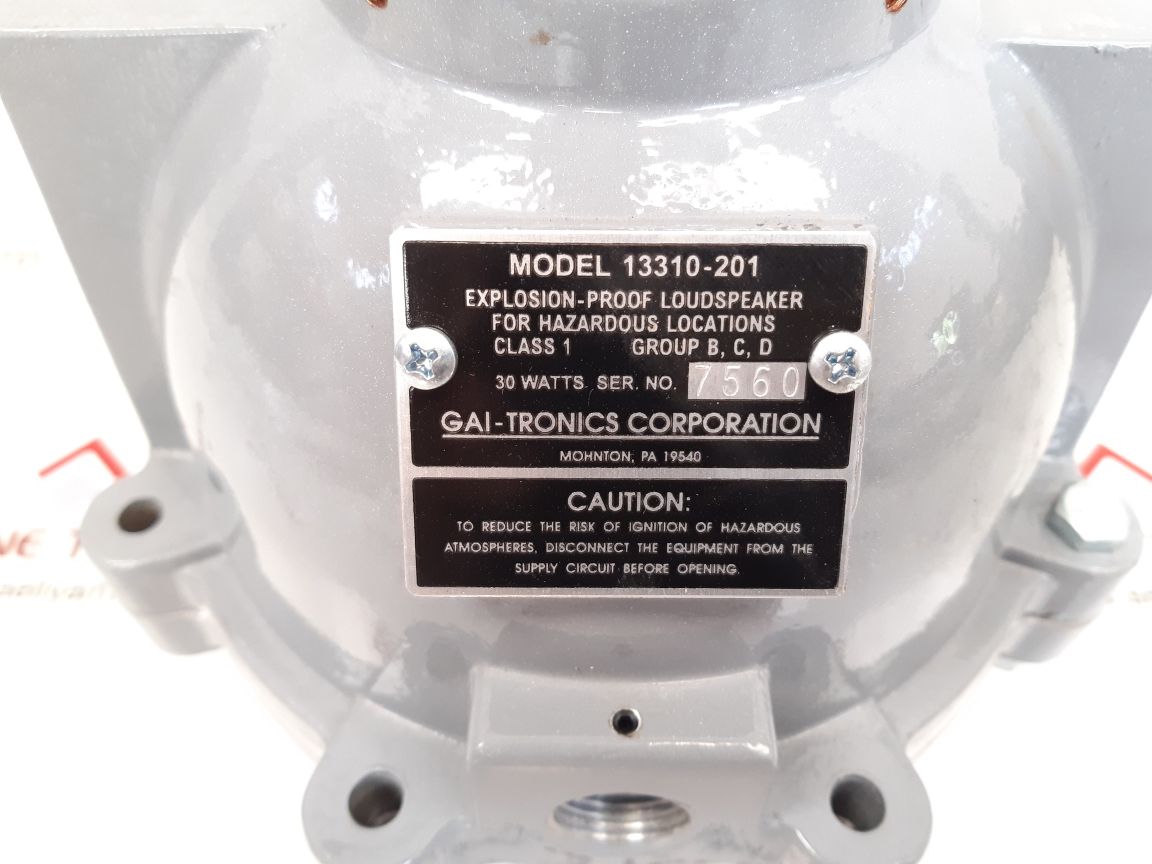 MODEL 13310-201
EXPLOSION-PROOF LOUDSPEAKER
FOR HAZARDOUS LOCATIONS
CLASS 1 GROUP B, C, D
30 WATTS SER. NO. 7560
GAI-TRONICS CORPORATION
MOHNTON, PA 19540
CAUTION:
TO REDUCE THE RISK OF IGNITION OF HAZARDOUS
ATMOSPHERES, DISCONNECT THE EQUIPMENT FROM THE
SUPPLY CIRCUIT BEFORE OPENING.